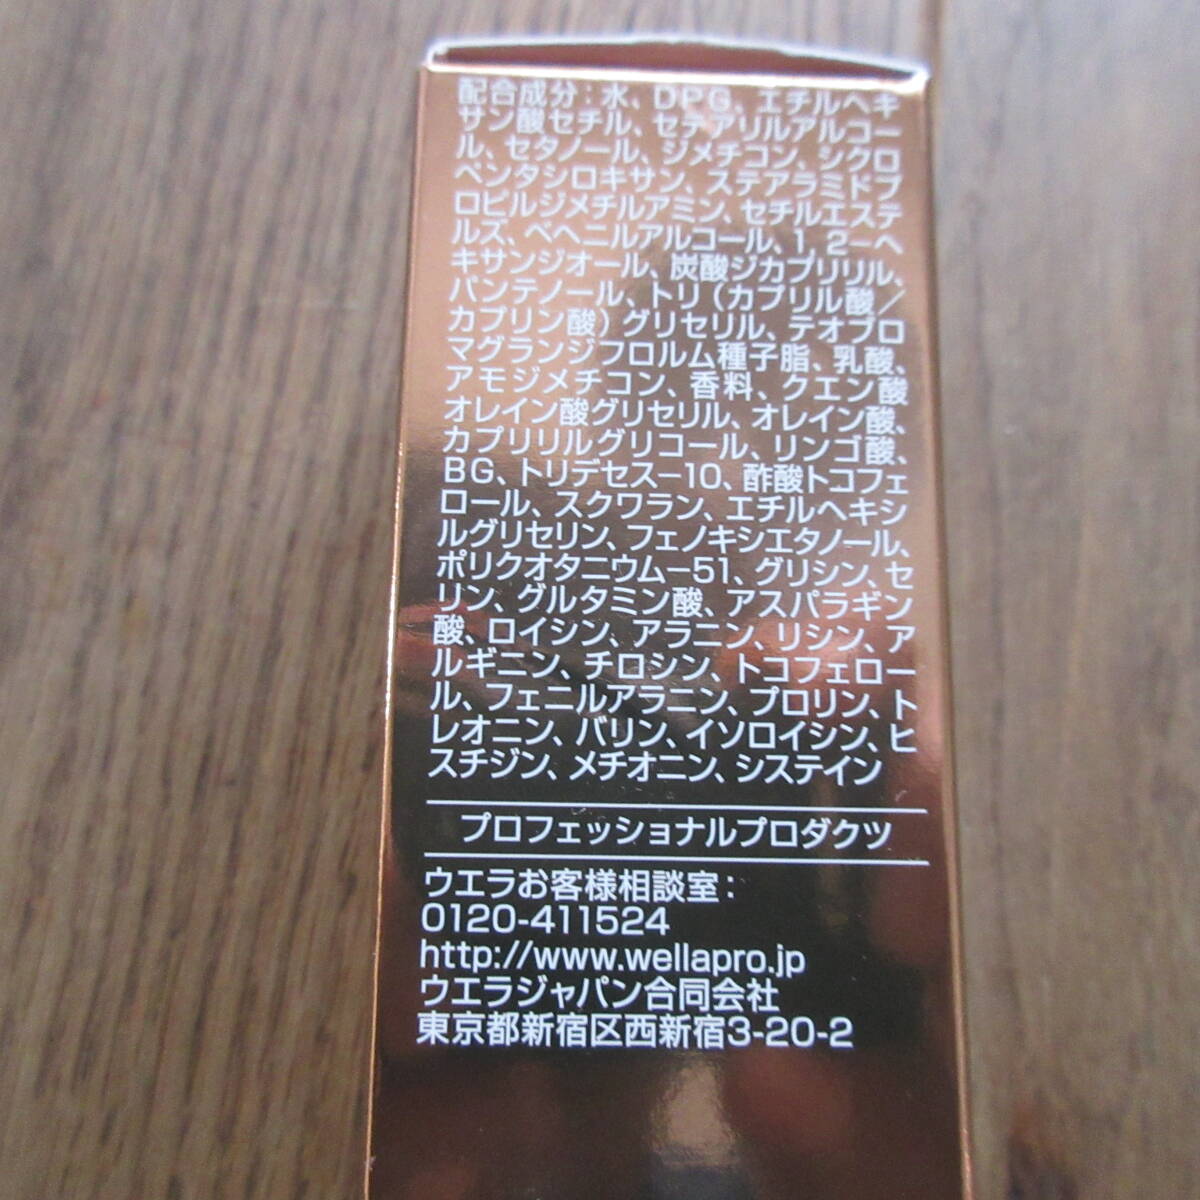 配合成分：水、DPG、エチルヘキ
サン酸セチル、セテアリルアルコー
ル、セタノール、ジメチコン、シクロ
ペンタシロキサン、ステアラミドプ
ロピルジメチルアミン、セチルエステ
ルズ、ベヘニルアルコール、1, 2−ヘ
キサンジオール、炭酸ジカプリリル、
パンテノール、トリ（カプリル酸／
カプリン酸）グリセリル、テオブロ
マグランジフロルム種子脂、乳酸、
アモジメチコン、香料、クエン酸
オレイン酸グリセリル、オレイン酸、
カプリリルグリコール、リンゴ酸、
BG、トリデセス−10、酢酸トコフェ
ロール、スクワラン、エチルヘキシ
ルグリセリン、フェノキシエタノール、
ポリクオタニウム−51、グリシン、セ
リン、グルタミン酸、アスパラギン
酸、ロイシン、アラニン、リシン、ア
ルギニン、チロシン、トコフェロー
ル、フェニルアラニン、プロリン、ト
レオニン、バリン、イソロイシン、ヒ
スチジン、メチオニン、システイン
プロフェッショナルプロダクツ
ウエラお客様相談室：
0120-411524
http://www.wellapro.jp
ウエラジャパン合同会社
東京都新宿区西新宿3-20-2